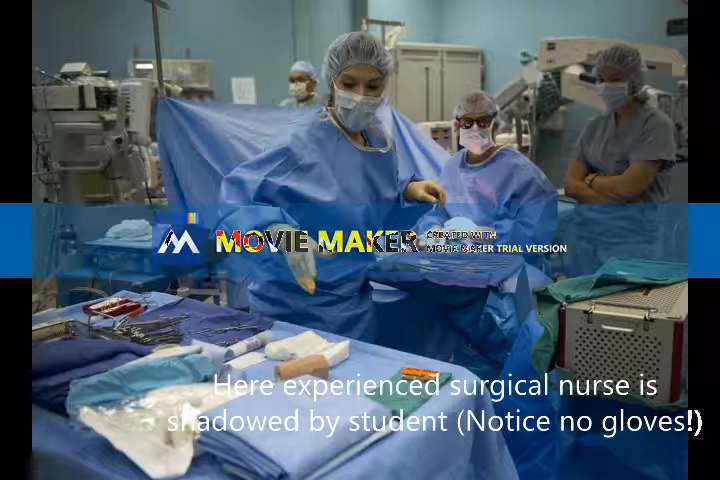 MOVIE MAKER
CREATED WITH
MOVIE MAKER TRIAL VERSION
Here experienced surgical nurse is
shadowed by student (Notice no gloves!)